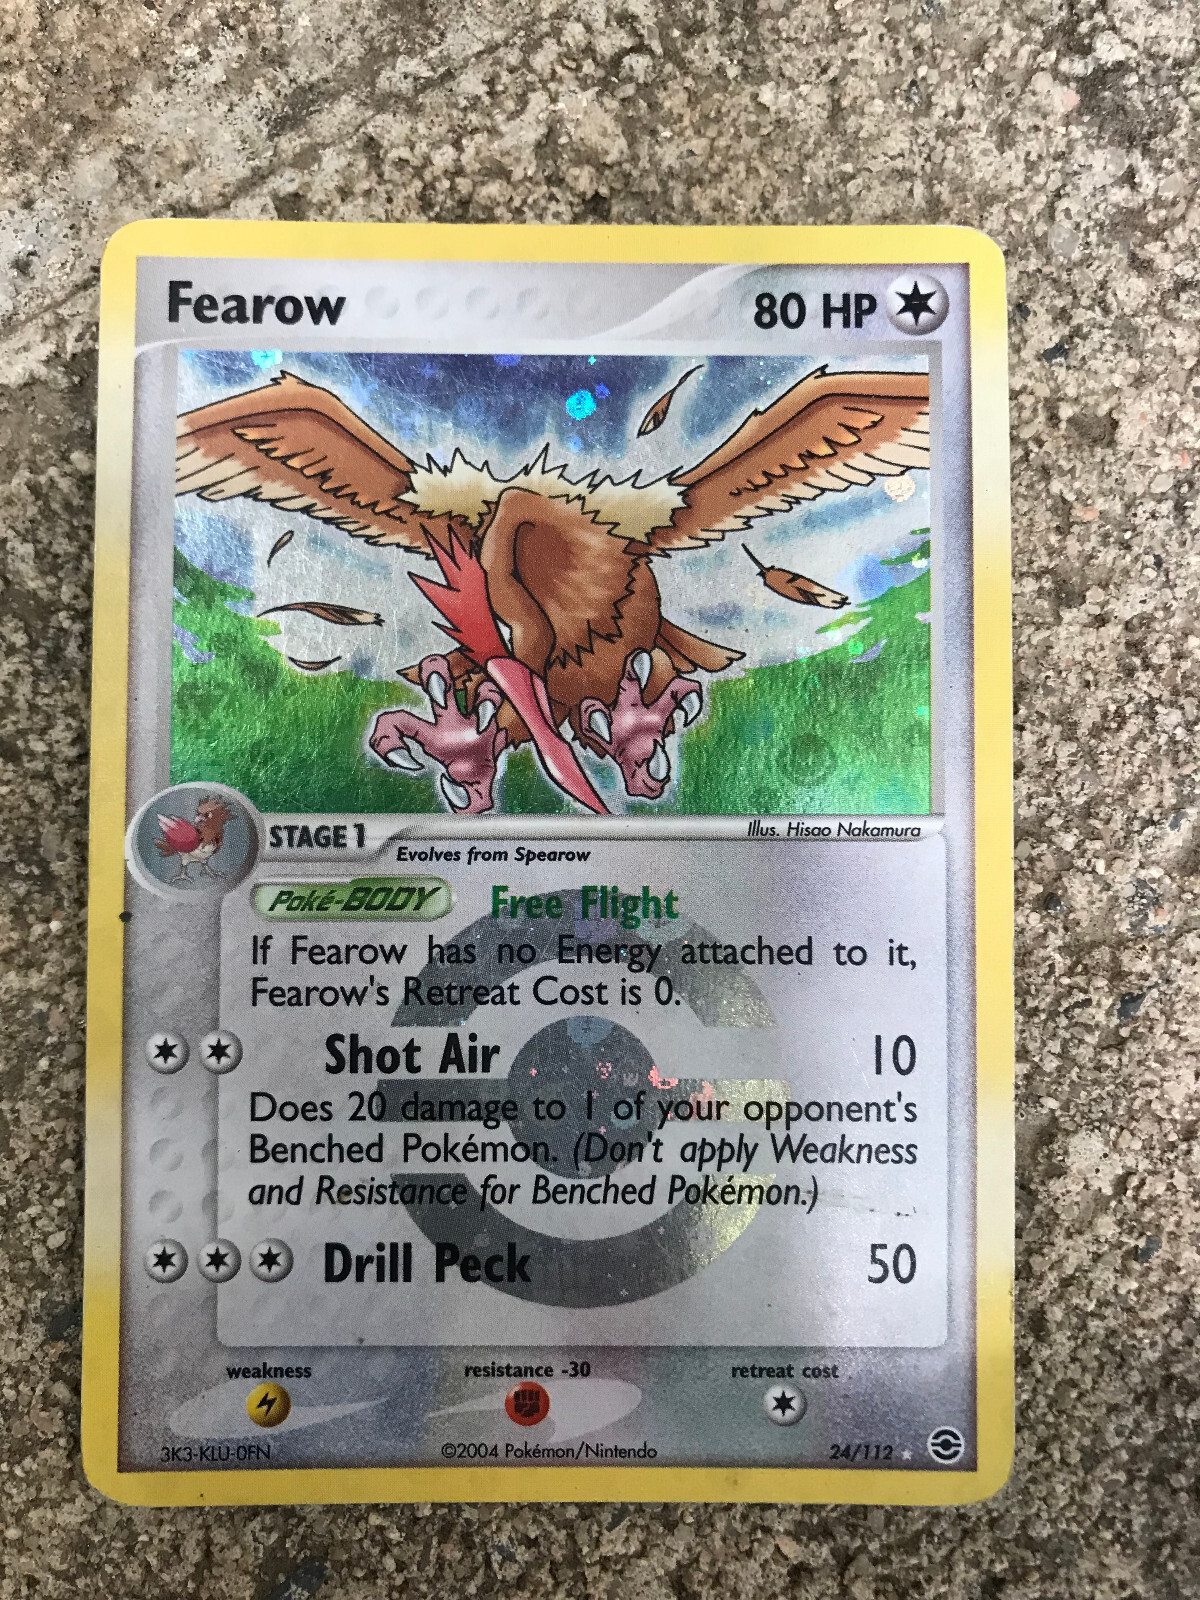 Fearow 80 HP
Illus. Hisao Nakamura
STAGE 1
Evolves from Spearow
Poké-BODY Free Flight
If Fearow has no Energy attached to it,
Fearow's Retreat Cost is 0.
Shot Air 10
Does 20 damage to 1 of your opponent's
Benched Pokémon. (Don't apply Weakness
and Resistance for Benched Pokémon.)
Drill Peck 50
weakness resistance -30 retreat cost
3K3-KLU-0FN ©2004 Pokémon/Nintendo 24/112